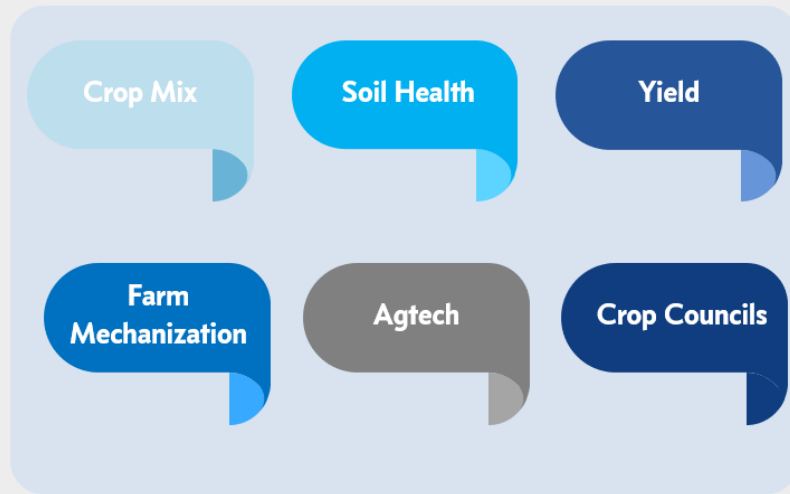 Crop Mix
Soil Health
Yield
Farm
Mechanization
Agtech
Crop Councils